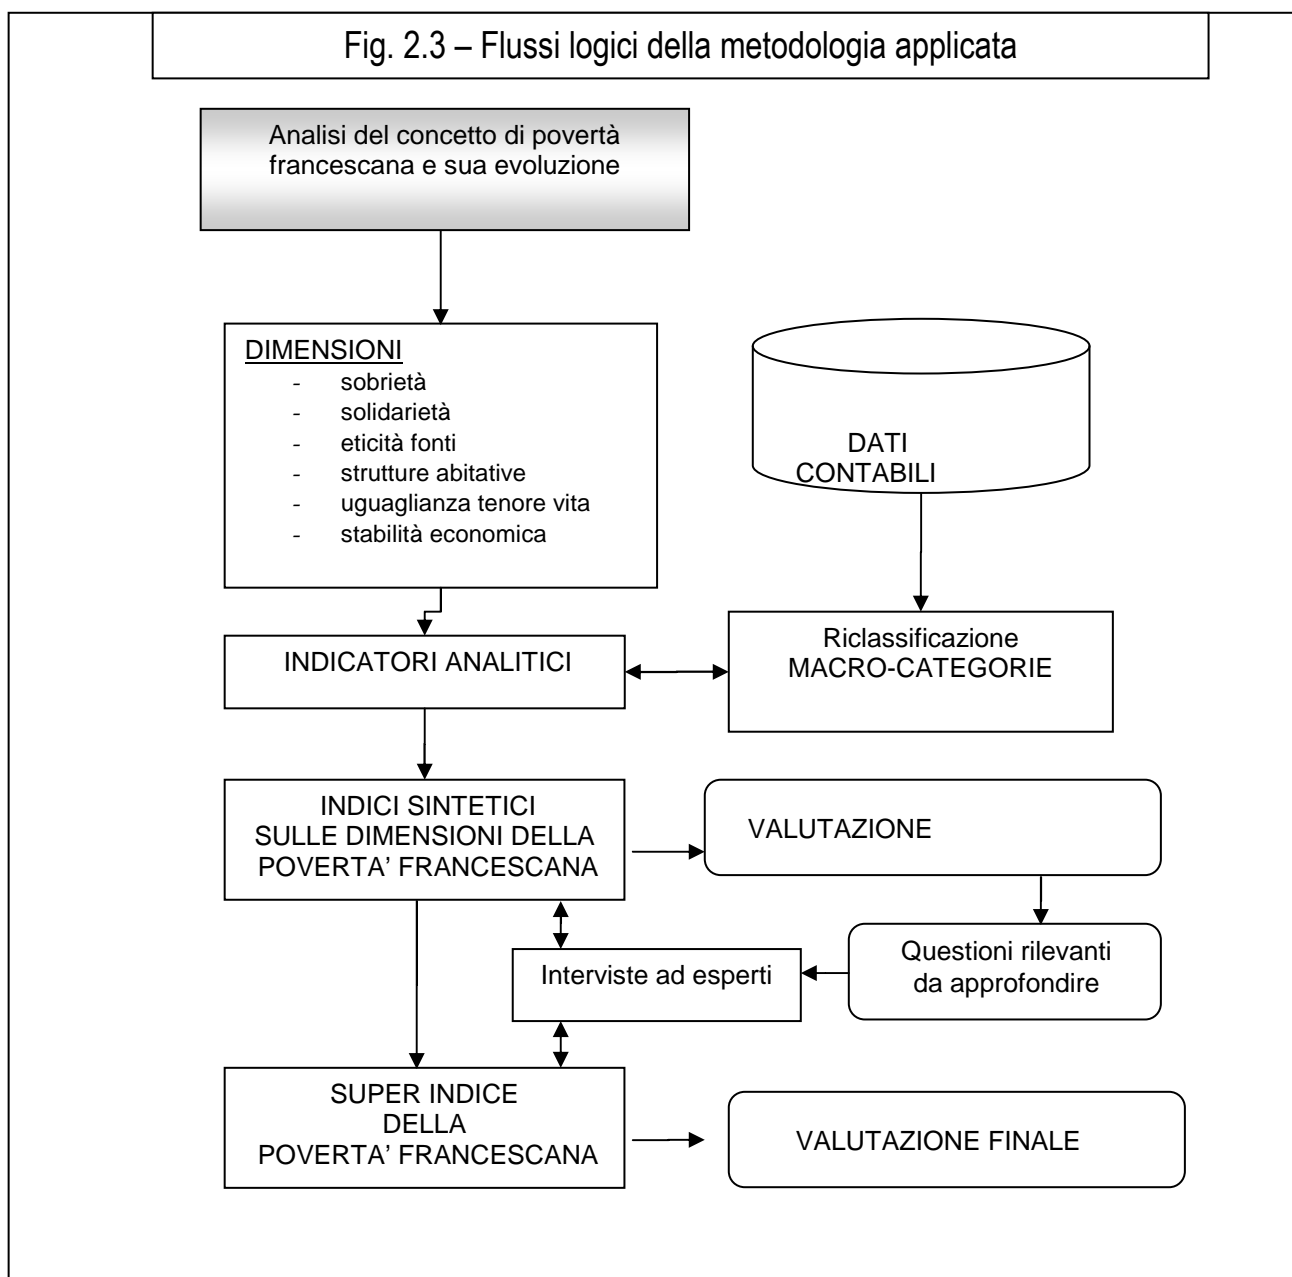 Fig. 2.3 – Flussi logici della metodologia applicata
Analisi del concetto di povertà
francescana e sua evoluzione
DIMENSIONI
- sobrietà
- solidarietà
- eticità fonti
- strutture abitative
- uguaglianza tenore vita
- stabilità economica
DATI
CONTABILI
INDICATORI ANALITICI
Riclassificazione
MACRO-CATEGORIE
INDICI SINTETICI
SULLE DIMENSIONI DELLA
POVERTA’ FRANCESCANA
VALUTAZIONE
Questioni rilevanti
da approfondire
Interviste ad esperti
SUPER INDICE
DELLA
POVERTA’ FRANCESCANA
VALUTAZIONE FINALE